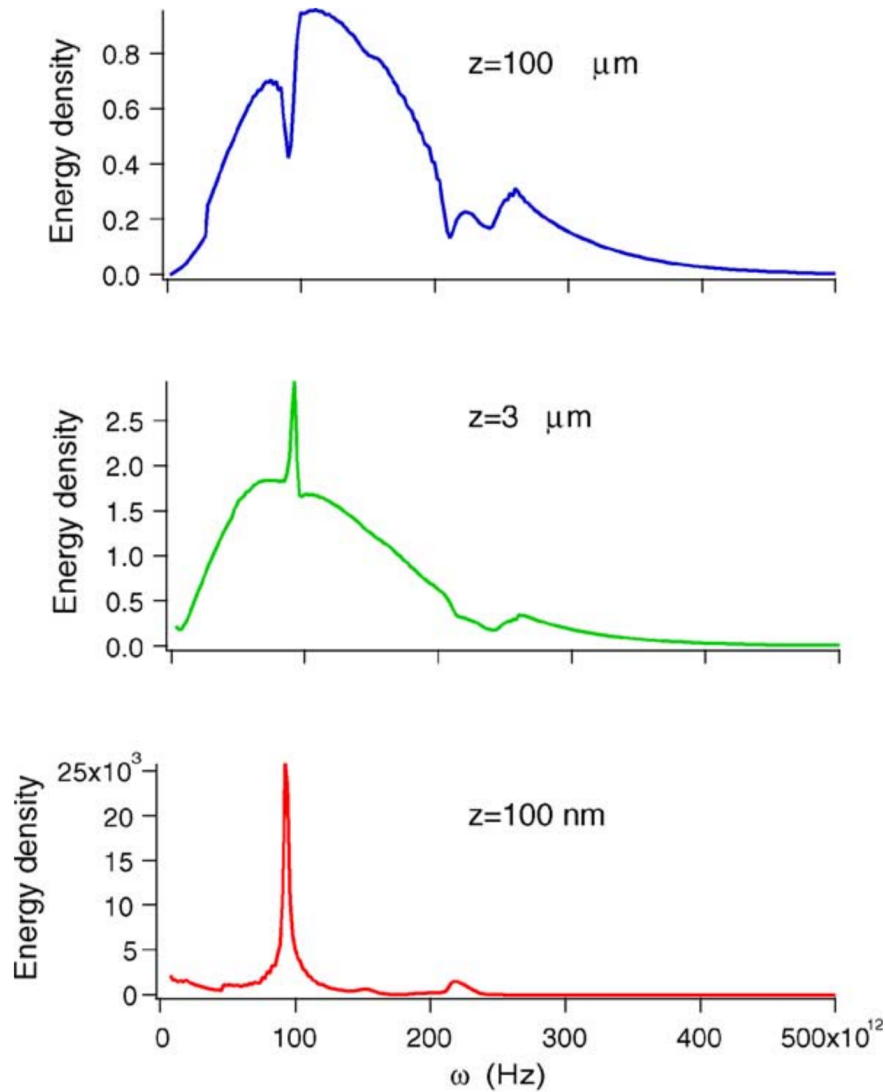 z=100 μm
Energy density
0.8
0.6
0.4
0.2
0.0
z=3 μm
Energy density
2.5
2.0
1.5
1.0
0.5
0.0
z=100 nm
Energy density
25x10³
20
15
10
5
0
0 100 200 300 400 500x10¹²
ω (Hz)